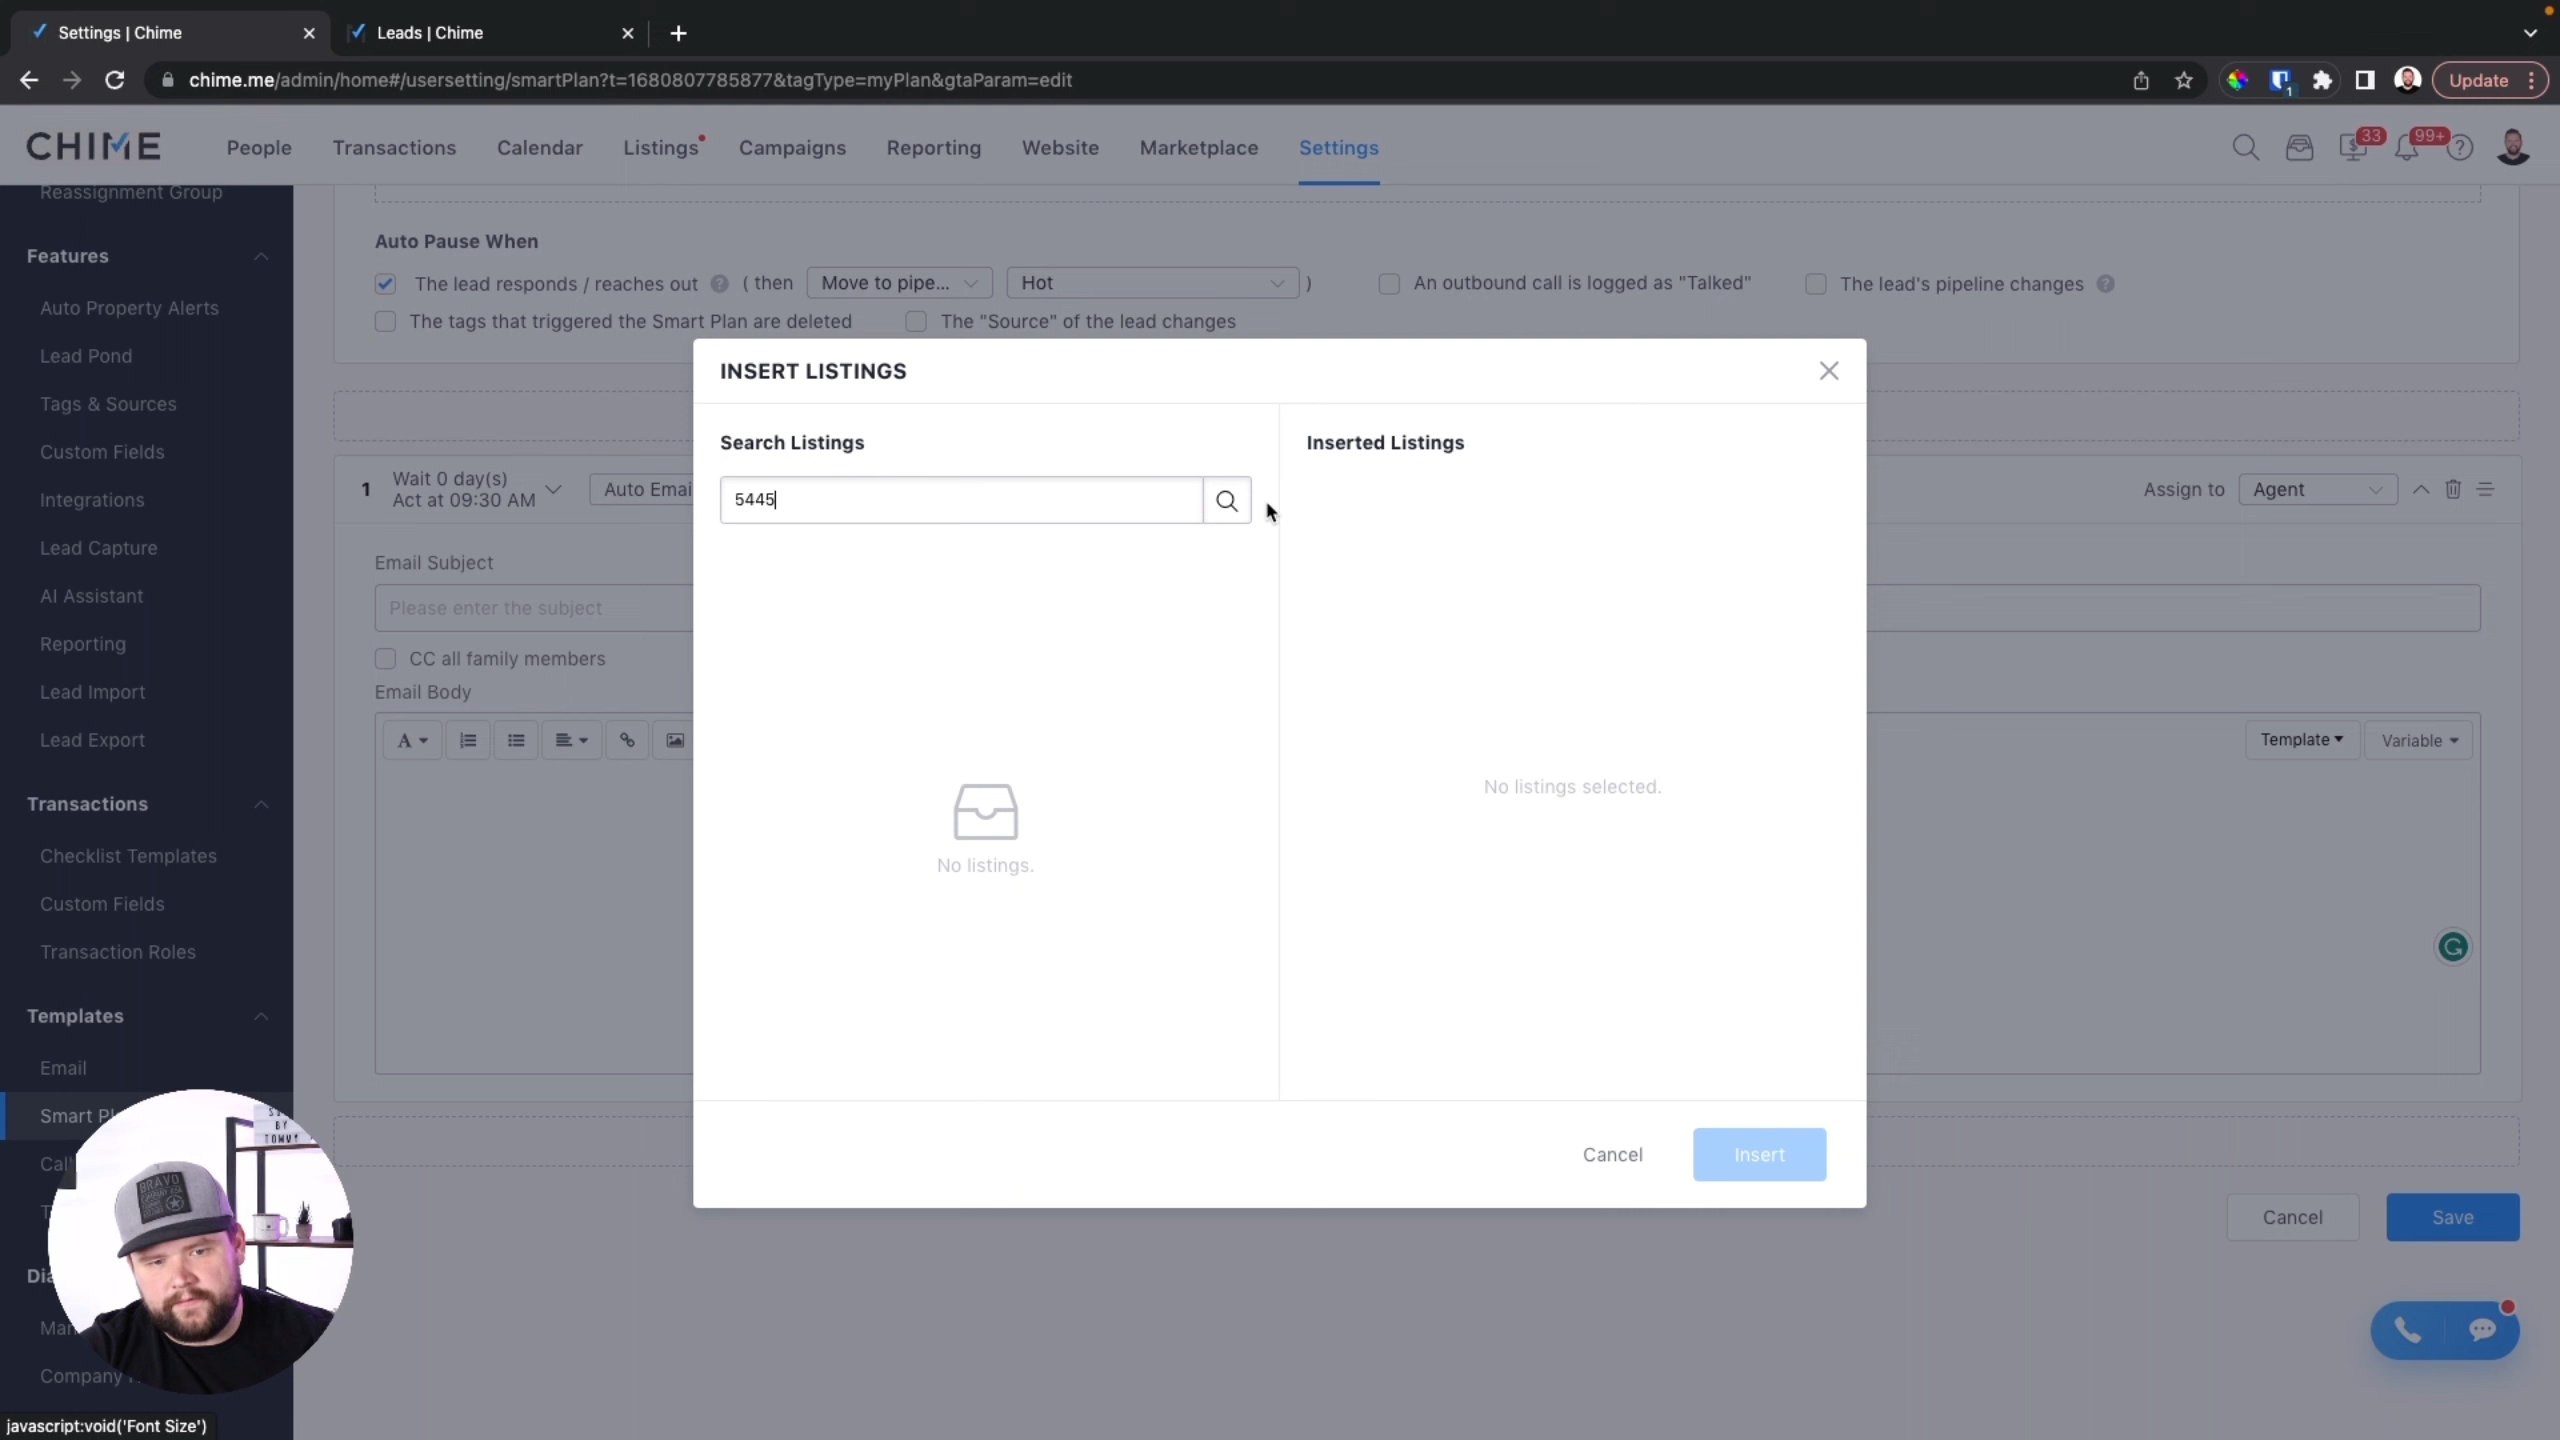 Settings | Chime
Leads | Chime
chime.me/admin/home#/usersetting/smartPlan?t=1680807785877&tagType=myPlan&gtaParam=edit
1
Update
CHIME
People
Transactions
Calendar
Listings
Campaigns
Reporting
Website
Marketplace
Settings
33
99+
Reassignment Group
Features
Auto Property Alerts
Lead Pond
Tags & Sources
Custom Fields
Integrations
Lead Capture
AI Assistant
Reporting
Lead Import
Lead Export
Transactions
Checklist Templates
Custom Fields
Transaction Roles
Templates
Email
Smart Pl
Call
Company
Auto Pause When
The lead responds / reaches out ( then Move to pipe... Hot )
An outbound call is logged as "Talked"
The lead's pipeline changes
The tags that triggered the Smart Plan are deleted
The "Source" of the lead changes
1
Wait 0 day(s)
Act at 09:30 AM
Auto Emai
Assign to
Agent
Email Subject
Please enter the subject
CC all family members
Email Body
A
Template
Variable
INSERT LISTINGS
Search Listings
5445
No listings.
Inserted Listings
No listings selected.
Cancel
Insert
Cancel
Save
BY
BRAVO
javascript:void('Font Size')